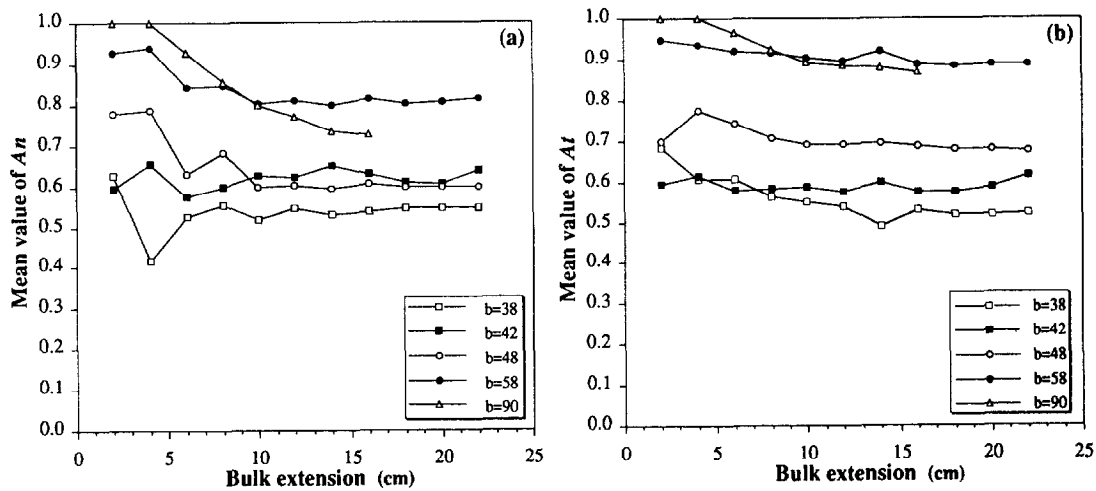 (a)
Mean value of An
1.0
0.9
0.8
0.7
0.6
0.5
0.4
0.3
0.2
0.1
0.0
0 5 10 15 20 25
Bulk extension (cm)
b=38
b=42
b=48
b=58
b=90
(b)
Mean value of At
1.0
0.9
0.8
0.7
0.6
0.5
0.4
0.3
0.2
0.1
0.0
0 5 10 15 20 25
Bulk extension (cm)
b=38
b=42
b=48
b=58
b=90